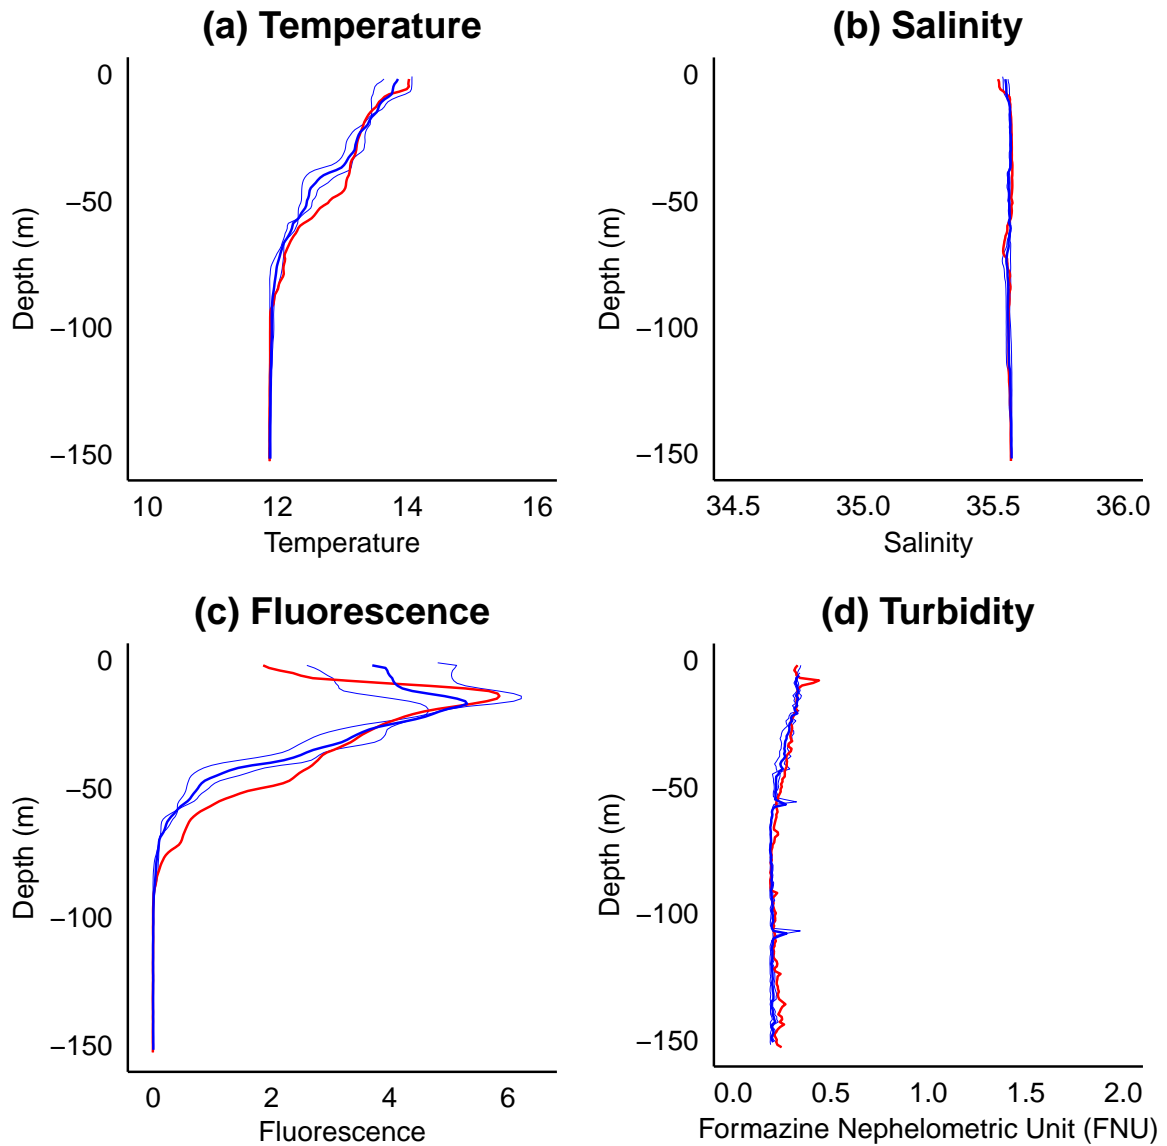 (a) Temperature
0
−50
−100
−150
Depth (m)
10 12 14 16
Temperature
(b) Salinity
0
−50
−100
−150
Depth (m)
34.5 35.0 35.5 36.0
Salinity
(c) Fluorescence
0
−50
−100
−150
Depth (m)
0 2 4 6
Fluorescence
(d) Turbidity
0
−50
−100
−150
Depth (m)
0.0 0.5 1.0 1.5 2.0
Formazine Nephelometric Unit (FNU)